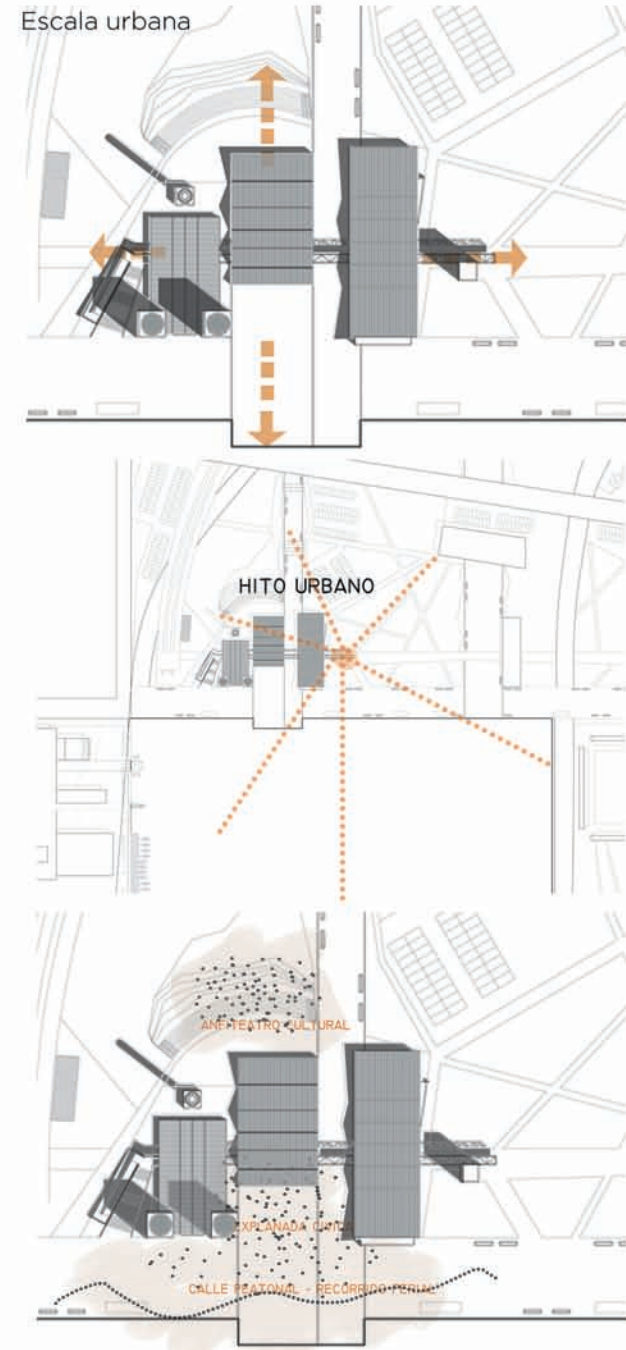 Escala urbana
HITO URBANO
ANFITEATRO CULTURAL
EXPLANADA CIVICA
CALLE PEATONAL - RECORRIDO FERIAL